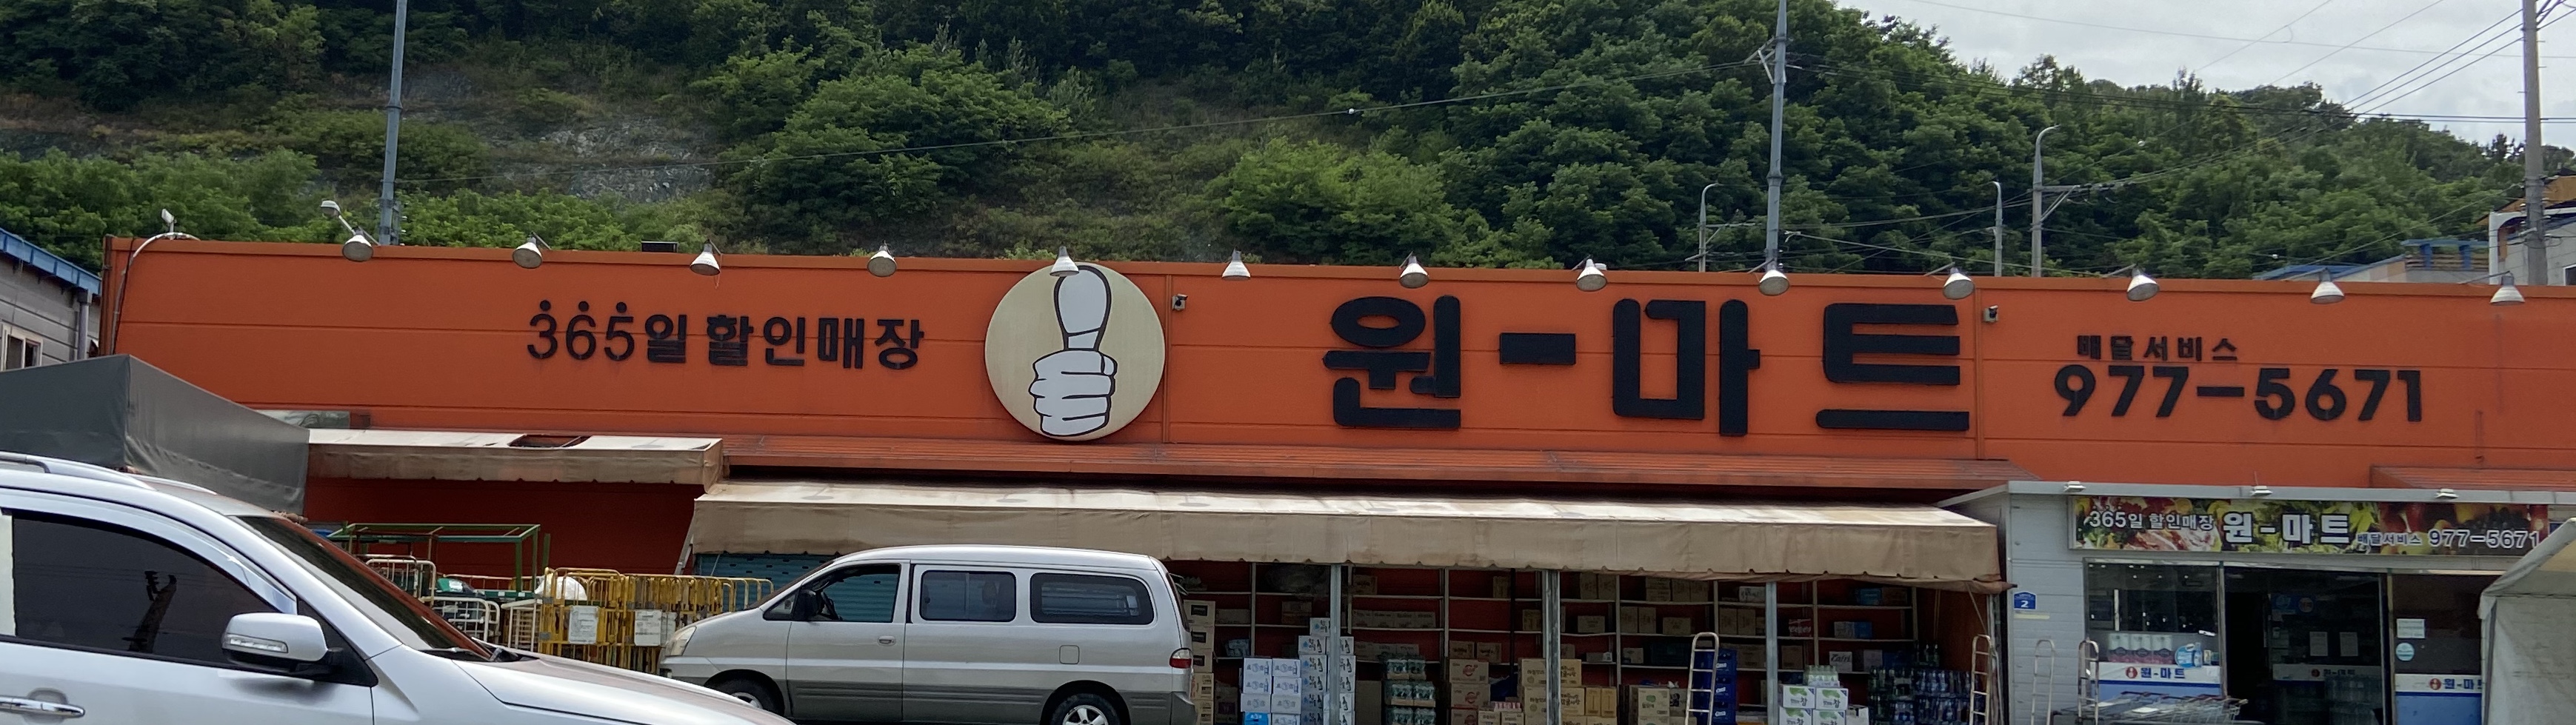 365일 할인매장
원-마트
배달서비스
977-5671
365일 할인매장 원-마트 배달서비스 977-5671
2
원-마트
원-마트